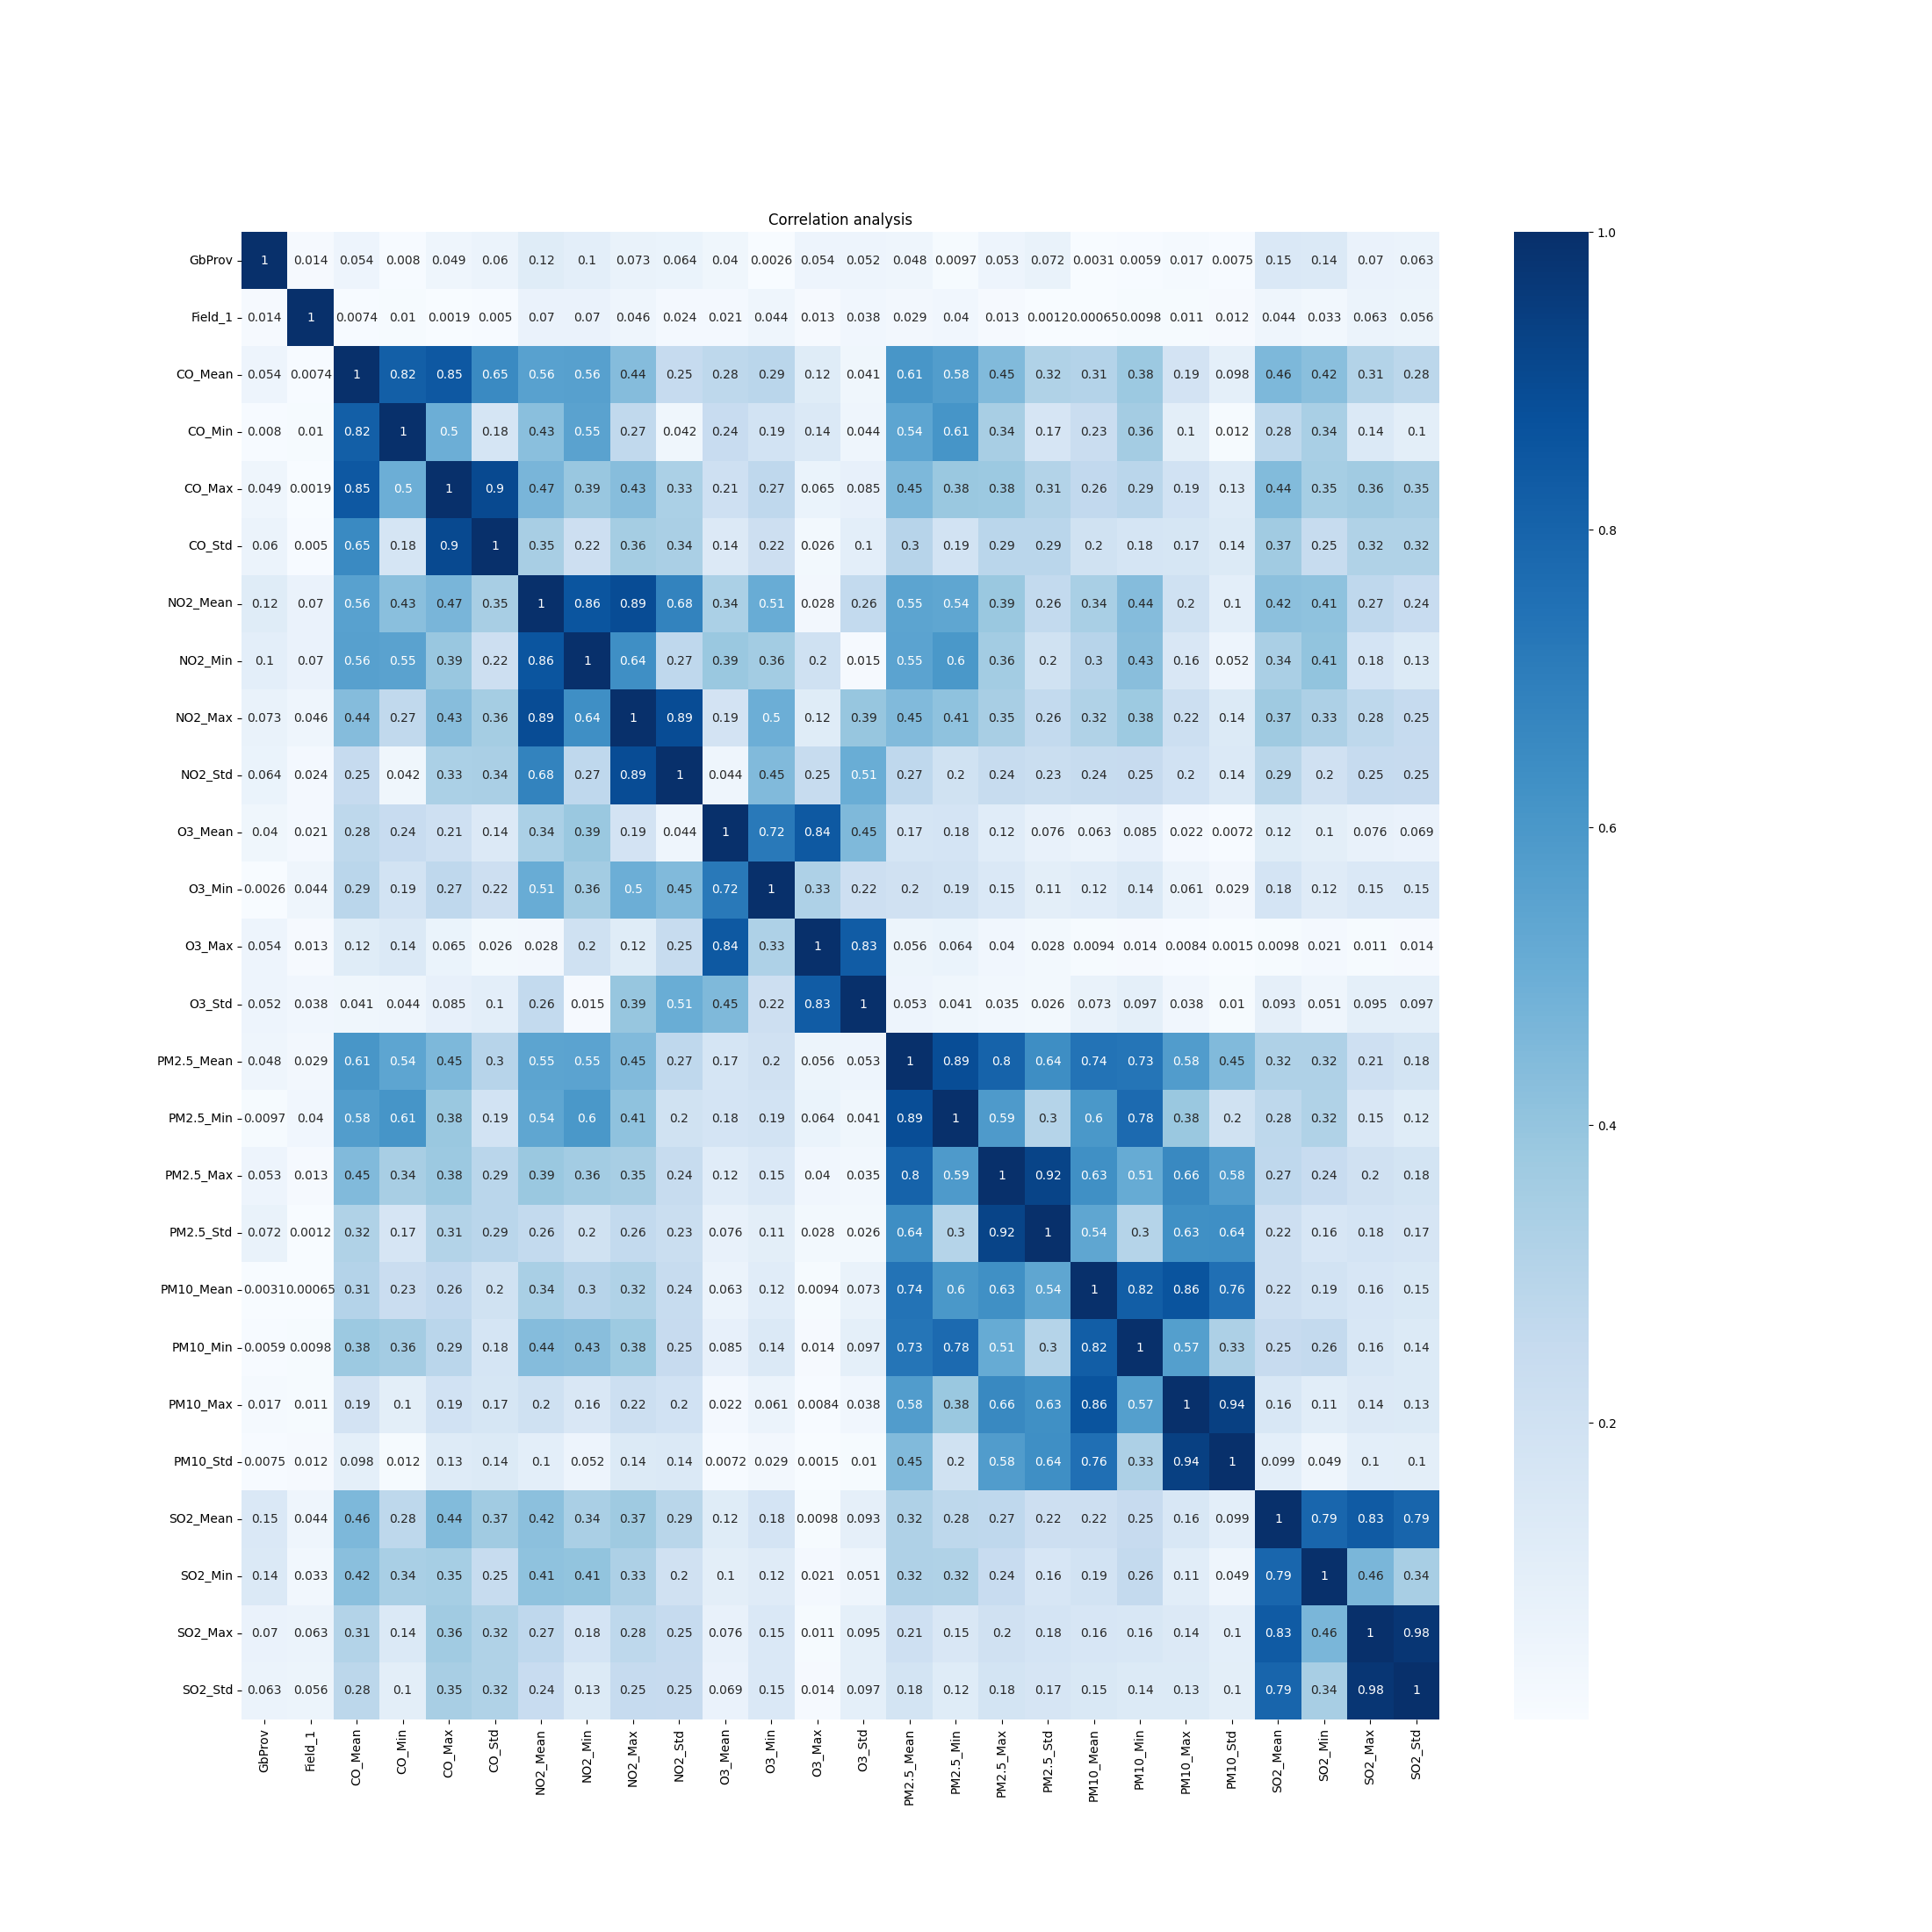 Correlation analysis
GbProv 1 0.014 0.054 0.008 0.049 0.06 0.12 0.1 0.073 0.064 0.04 0.0026 0.054 0.052 0.048 0.0097 0.053 0.072 0.0031 0.0059 0.017 0.0075 0.15 0.14 0.07 0.063
Field_1 0.014 1 0.0074 0.01 0.0019 0.005 0.07 0.07 0.046 0.024 0.021 0.044 0.013 0.038 0.029 0.04 0.013 0.0012 0.00065 0.0098 0.011 0.012 0.044 0.033 0.063 0.056
CO_Mean 0.054 0.0074 1 0.82 0.85 0.65 0.56 0.56 0.44 0.25 0.28 0.29 0.12 0.041 0.61 0.58 0.45 0.32 0.31 0.38 0.19 0.098 0.46 0.42 0.31 0.28
CO_Min 0.008 0.01 0.82 1 0.5 0.18 0.43 0.55 0.27 0.042 0.24 0.19 0.14 0.044 0.54 0.61 0.34 0.17 0.23 0.36 0.1 0.012 0.28 0.34 0.14 0.1
CO_Max 0.049 0.0019 0.85 0.5 1 0.9 0.47 0.39 0.43 0.33 0.21 0.27 0.065 0.085 0.45 0.38 0.38 0.31 0.26 0.29 0.19 0.13 0.44 0.35 0.36 0.35
CO_Std 0.06 0.005 0.65 0.18 0.9 1 0.35 0.22 0.36 0.34 0.14 0.22 0.026 0.1 0.3 0.19 0.29 0.29 0.2 0.18 0.17 0.14 0.37 0.25 0.32 0.32
NO2_Mean 0.12 0.07 0.56 0.43 0.47 0.35 1 0.86 0.89 0.68 0.34 0.51 0.028 0.26 0.55 0.54 0.39 0.26 0.34 0.44 0.2 0.1 0.42 0.41 0.27 0.24
NO2_Min 0.1 0.07 0.56 0.55 0.39 0.22 0.86 1 0.64 0.27 0.39 0.36 0.2 0.015 0.55 0.6 0.36 0.2 0.3 0.43 0.16 0.052 0.34 0.41 0.18 0.13
NO2_Max 0.073 0.046 0.44 0.27 0.43 0.36 0.89 0.64 1 0.89 0.19 0.5 0.12 0.39 0.45 0.41 0.35 0.26 0.32 0.38 0.22 0.14 0.37 0.33 0.28 0.25
NO2_Std 0.064 0.024 0.25 0.042 0.33 0.34 0.68 0.27 0.89 1 0.044 0.45 0.25 0.51 0.27 0.2 0.24 0.23 0.24 0.25 0.2 0.14 0.29 0.2 0.25 0.25
O3_Mean 0.04 0.021 0.28 0.24 0.21 0.14 0.34 0.39 0.19 0.044 1 0.72 0.84 0.45 0.17 0.18 0.12 0.076 0.063 0.085 0.022 0.0072 0.12 0.1 0.076 0.069
O3_Min 0.0026 0.044 0.29 0.19 0.27 0.22 0.51 0.36 0.5 0.45 0.72 1 0.33 0.22 0.2 0.19 0.15 0.11 0.12 0.14 0.061 0.029 0.18 0.12 0.15 0.15
O3_Max 0.054 0.013 0.12 0.14 0.065 0.026 0.028 0.2 0.12 0.25 0.84 0.33 1 0.83 0.056 0.064 0.04 0.028 0.0094 0.014 0.0084 0.0015 0.0098 0.021 0.011 0.014
O3_Std 0.052 0.038 0.041 0.044 0.085 0.1 0.26 0.015 0.39 0.51 0.45 0.22 0.83 1 0.053 0.041 0.035 0.026 0.073 0.097 0.038 0.01 0.093 0.051 0.095 0.097
PM2.5_Mean 0.048 0.029 0.61 0.54 0.45 0.3 0.55 0.55 0.45 0.27 0.17 0.2 0.056 0.053 1 0.89 0.8 0.64 0.74 0.73 0.58 0.45 0.32 0.32 0.21 0.18
PM2.5_Min 0.0097 0.04 0.58 0.61 0.38 0.19 0.54 0.6 0.41 0.2 0.18 0.19 0.064 0.041 0.89 1 0.59 0.3 0.6 0.78 0.38 0.2 0.28 0.32 0.15 0.12
PM2.5_Max 0.053 0.013 0.45 0.34 0.38 0.29 0.39 0.36 0.35 0.24 0.12 0.15 0.04 0.035 0.8 0.59 1 0.92 0.63 0.51 0.66 0.58 0.27 0.24 0.2 0.18
PM2.5_Std 0.072 0.0012 0.32 0.17 0.31 0.29 0.26 0.2 0.26 0.23 0.076 0.11 0.028 0.026 0.64 0.3 0.92 1 0.54 0.3 0.63 0.64 0.22 0.16 0.18 0.17
PM10_Mean 0.0031 0.00065 0.31 0.23 0.26 0.2 0.34 0.3 0.32 0.24 0.063 0.12 0.0094 0.073 0.74 0.6 0.63 0.54 1 0.82 0.86 0.76 0.22 0.19 0.16 0.15
PM10_Min 0.0059 0.0098 0.38 0.36 0.29 0.18 0.44 0.43 0.38 0.25 0.085 0.14 0.014 0.097 0.73 0.78 0.51 0.3 0.82 1 0.57 0.33 0.25 0.26 0.16 0.14
PM10_Max 0.017 0.011 0.19 0.1 0.19 0.17 0.2 0.16 0.22 0.2 0.022 0.061 0.0084 0.038 0.58 0.38 0.66 0.63 0.86 0.57 1 0.94 0.16 0.11 0.14 0.13
PM10_Std 0.0075 0.012 0.098 0.012 0.13 0.14 0.1 0.052 0.14 0.14 0.0072 0.029 0.0015 0.01 0.45 0.2 0.58 0.64 0.76 0.33 0.94 1 0.099 0.049 0.1 0.1
SO2_Mean 0.15 0.044 0.46 0.28 0.44 0.37 0.42 0.34 0.37 0.29 0.12 0.18 0.0098 0.093 0.32 0.28 0.27 0.22 0.22 0.25 0.16 0.099 1 0.79 0.83 0.79
SO2_Min 0.14 0.033 0.42 0.34 0.35 0.25 0.41 0.41 0.33 0.2 0.1 0.12 0.021 0.051 0.32 0.32 0.24 0.16 0.19 0.26 0.11 0.049 0.79 1 0.46 0.34
SO2_Max 0.07 0.063 0.31 0.14 0.36 0.32 0.27 0.18 0.28 0.25 0.076 0.15 0.011 0.095 0.21 0.15 0.2 0.18 0.16 0.16 0.14 0.1 0.83 0.46 1 0.98
SO2_Std 0.063 0.056 0.28 0.1 0.35 0.32 0.24 0.13 0.25 0.25 0.069 0.15 0.014 0.097 0.18 0.12 0.18 0.17 0.15 0.14 0.13 0.1 0.79 0.34 0.98 1
GbProv Field_1 CO_Mean CO_Min CO_Max CO_Std NO2_Mean NO2_Min NO2_Max NO2_Std O3_Mean O3_Min O3_Max O3_Std PM2.5_Mean PM2.5_Min PM2.5_Max PM2.5_Std PM10_Mean PM10_Min PM10_Max PM10_Std SO2_Mean SO2_Min SO2_Max SO2_Std
1.0
0.8
0.6
0.4
0.2